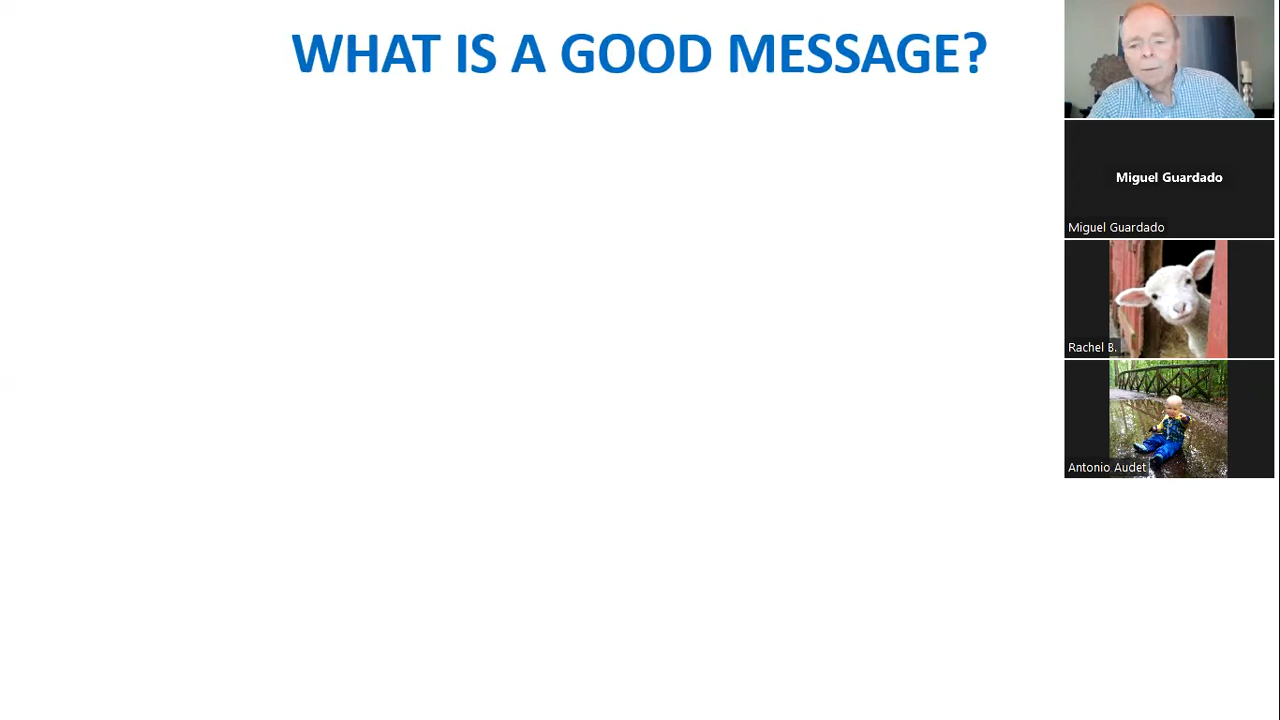 WHAT IS A GOOD MESSAGE?
Miguel Guardado
Miguel Guardado
Rachel B.
Antonio Audet